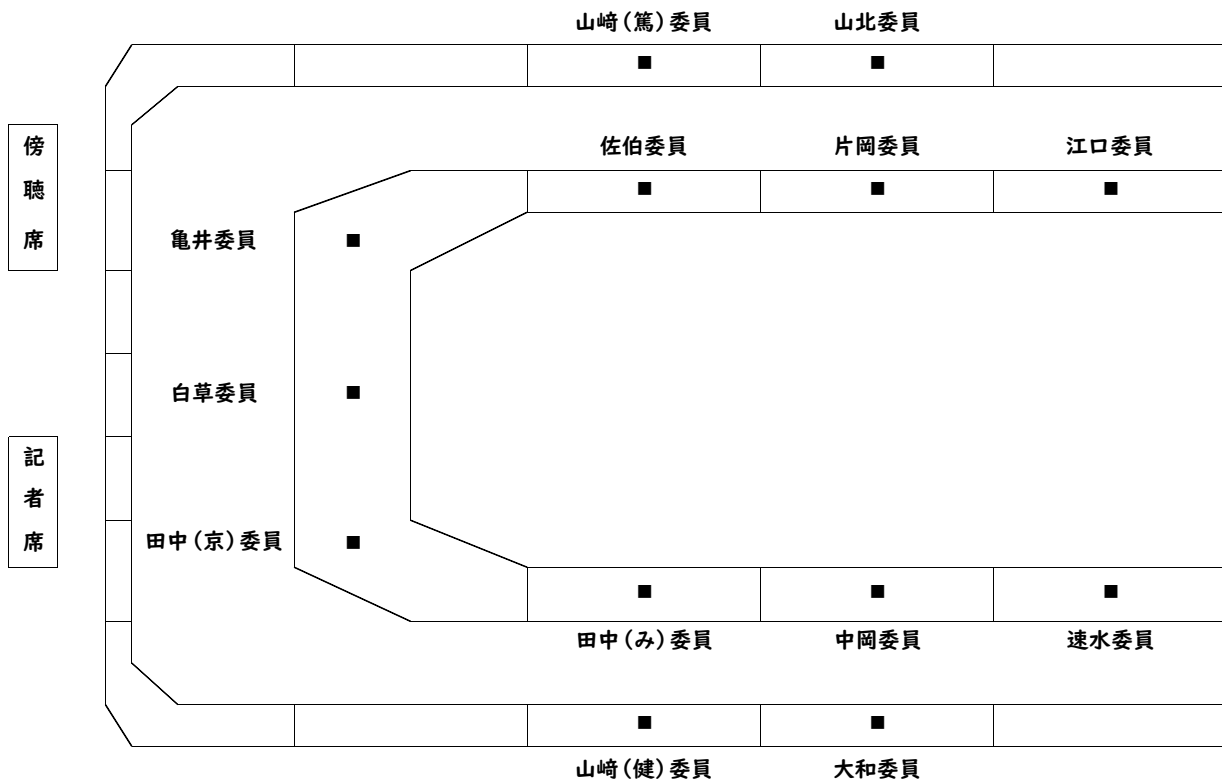 山﨑(篤)委員 山北委員
佐伯委員 片岡委員 江口委員
傍聴席
亀井委員
白草委員
記者席
田中(京)委員
田中(み)委員 中岡委員 速水委員
山﨑(健)委員 大和委員